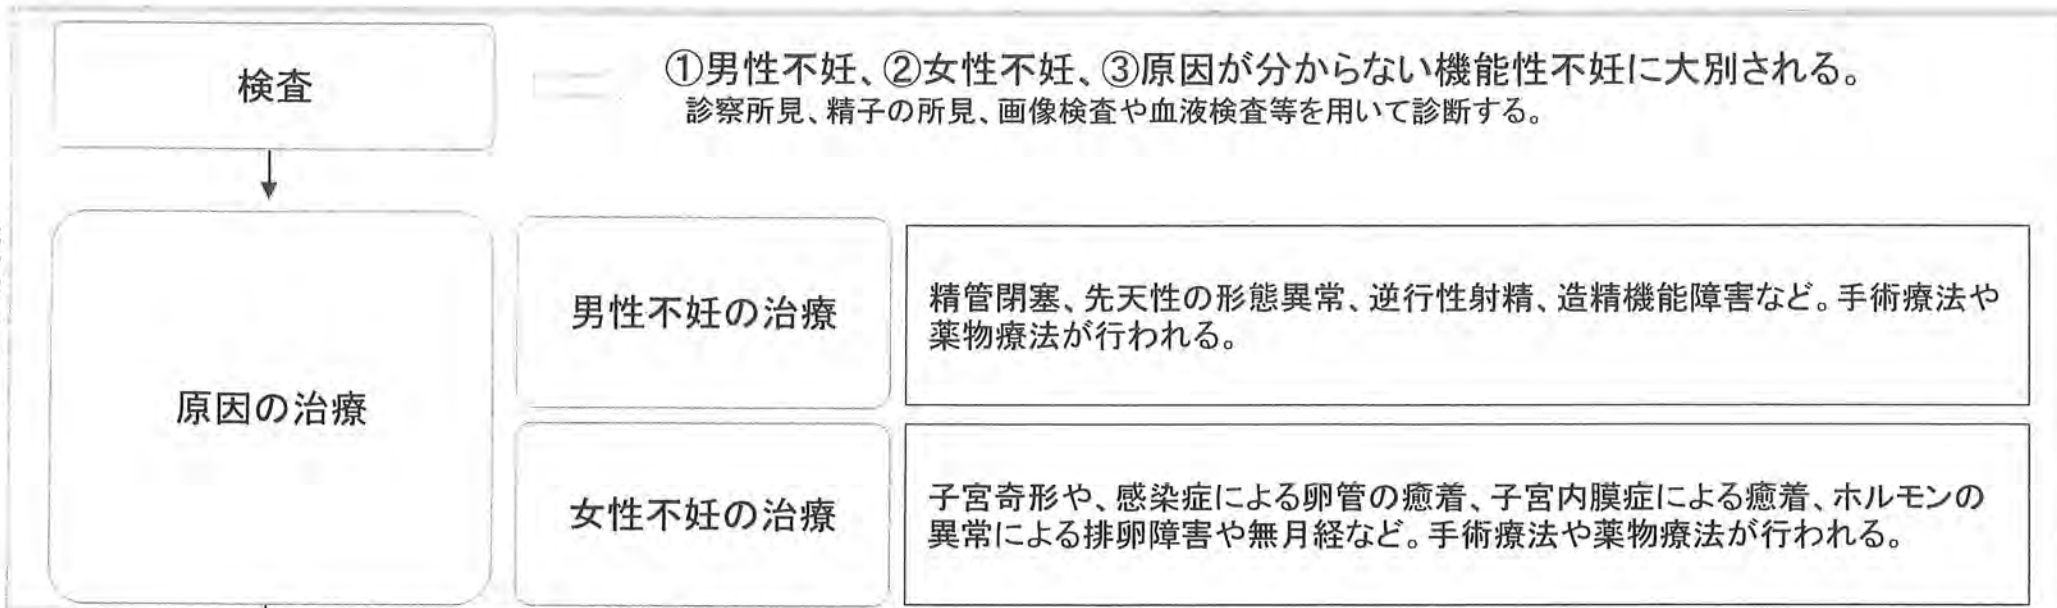 検査
①男性不妊、②女性不妊、③原因が分からない機能性不妊に大別される。
診察所見、精子の所見、画像検査や血液検査等を用いて診断する。
原因の治療
男性不妊の治療
精管閉塞、先天性の形態異常、逆行性射精、造精機能障害など。手術療法や
薬物療法が行われる。
女性不妊の治療
子宮奇形や、感染症による卵管の癒着、子宮内膜症による癒着、ホルモンの
異常による排卵障害や無月経など。手術療法や薬物療法が行われる。